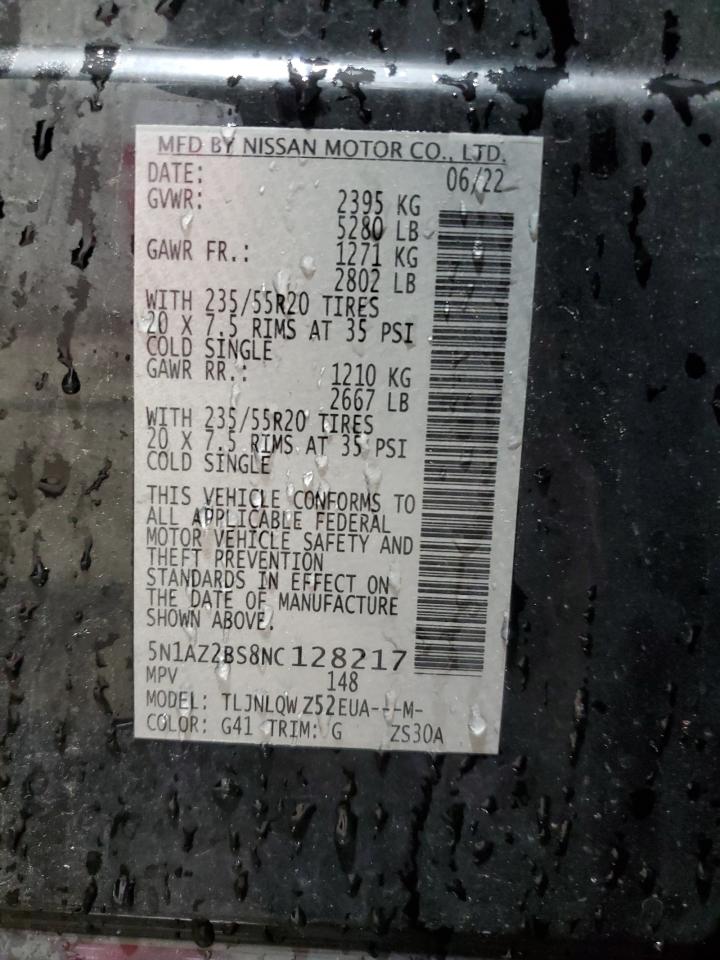 MFD BY NISSAN MOTOR CO., LTD.
DATE: 06/22
GVWR: 2395 KG
5280 LB
GAWR FR.: 1271 KG
2802 LB
WITH 235/55R20 TIRES
20 X 7.5 RIMS AT 35 PSI
COLD SINGLE
GAWR RR.: 1210 KG
2667 LB
WITH 235/55R20 TIRES
20 X 7.5 RIMS AT 35 PSI
COLD SINGLE
THIS VEHICLE CONFORMS TO
ALL APPLICABLE FEDERAL
MOTOR VEHICLE SAFETY AND
THEFT PREVENTION
STANDARDS IN EFFECT ON
THE DATE OF MANUFACTURE
SHOWN ABOVE.
5N1AZ2BS8NC128217
MPV 148
MODEL: TLJNLQW Z52EUA---M-
COLOR: G41 TRIM: G ZS30A